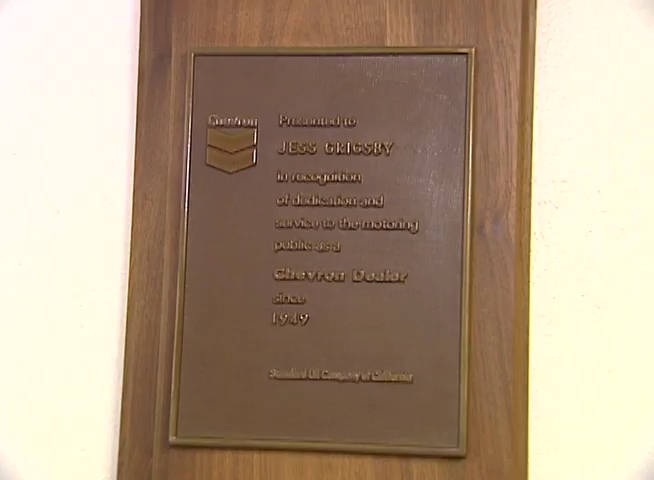 Chevron
Presented to
JESS GRIGSBY
in recognition
of dedication and
service to the motoring
public as a
Chevron Dealer
since
1949
Standard Oil Company of California